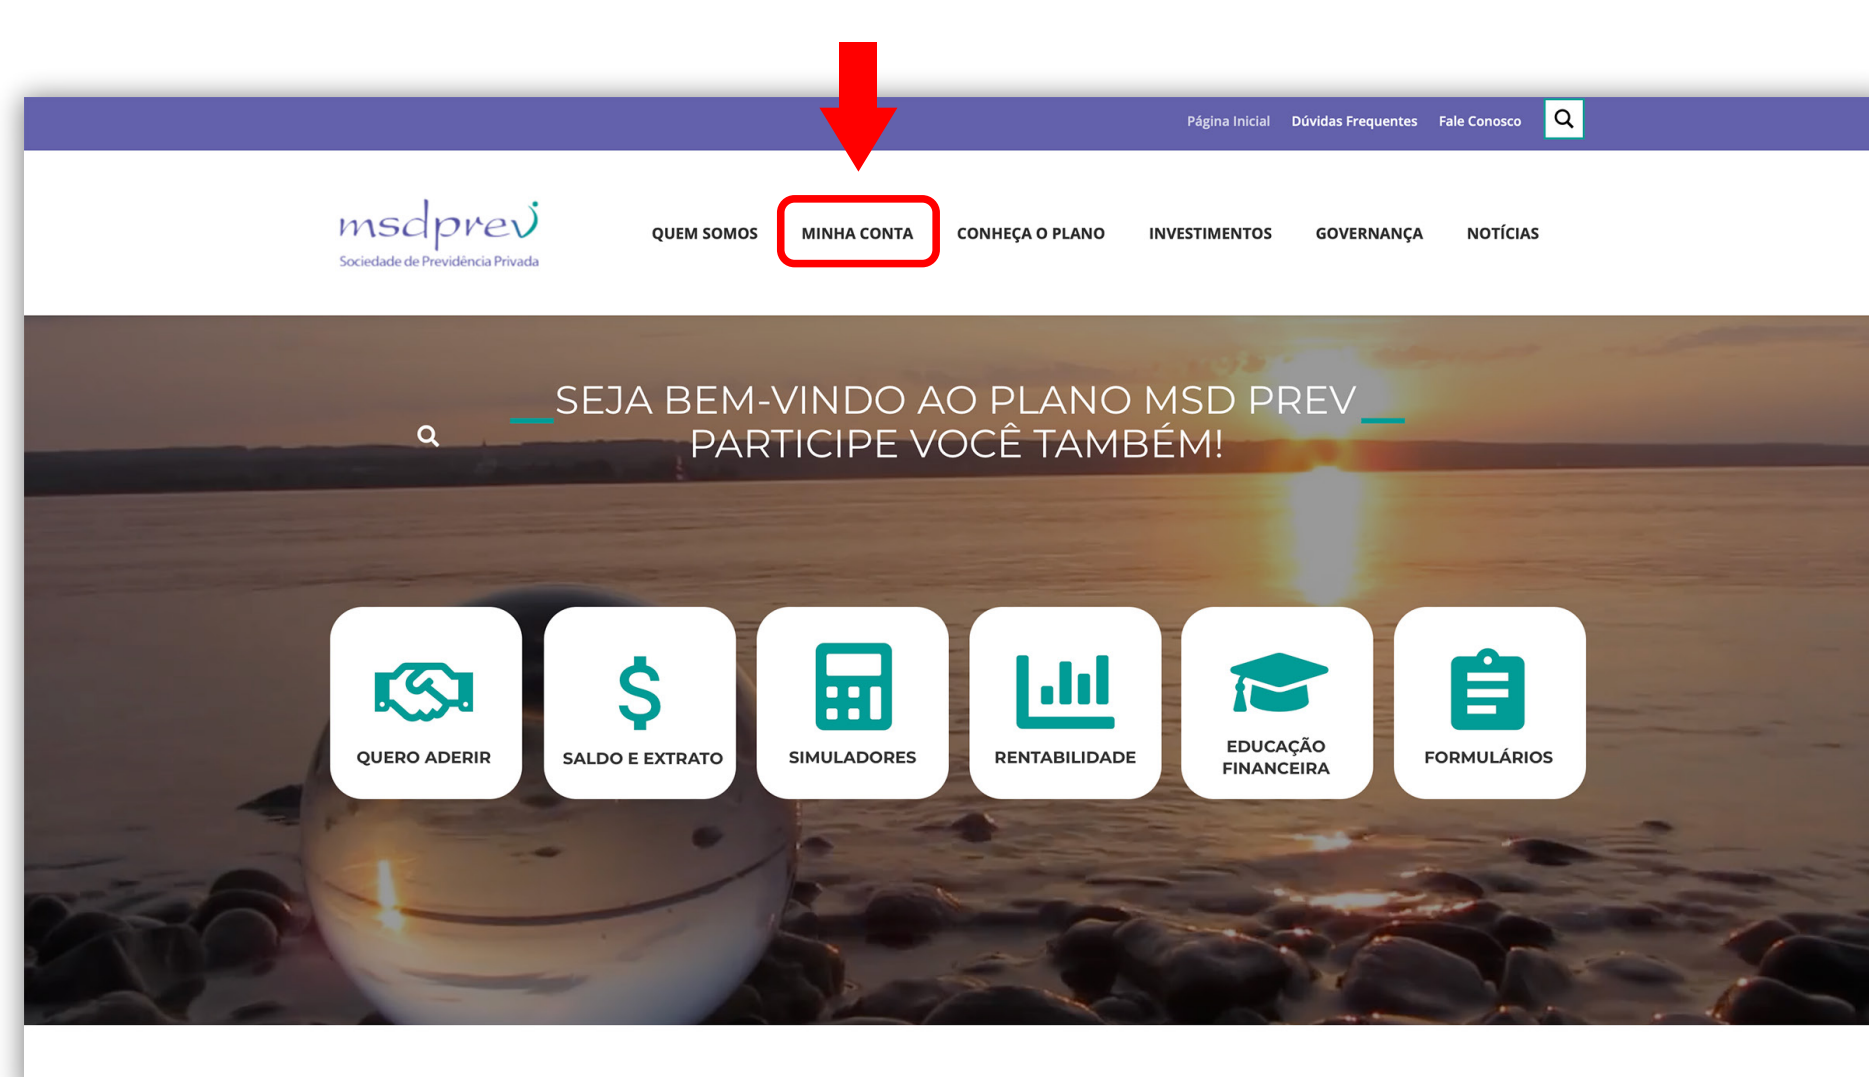 Página Inicial Dúvidas Frequentes Fale Conosco
msdprev
Sociedade de Previdência Privada
QUEM SOMOS MINHA CONTA CONHEÇA O PLANO INVESTIMENTOS GOVERNANÇA NOTÍCIAS
SEJA BEM-VINDO AO PLANO MSD PREV
PARTICIPE VOCÊ TAMBÉM!
QUERO ADERIR
SALDO E EXTRATO
SIMULADORES
RENTABILIDADE
EDUCAÇÃO
FINANCEIRA
FORMULÁRIOS